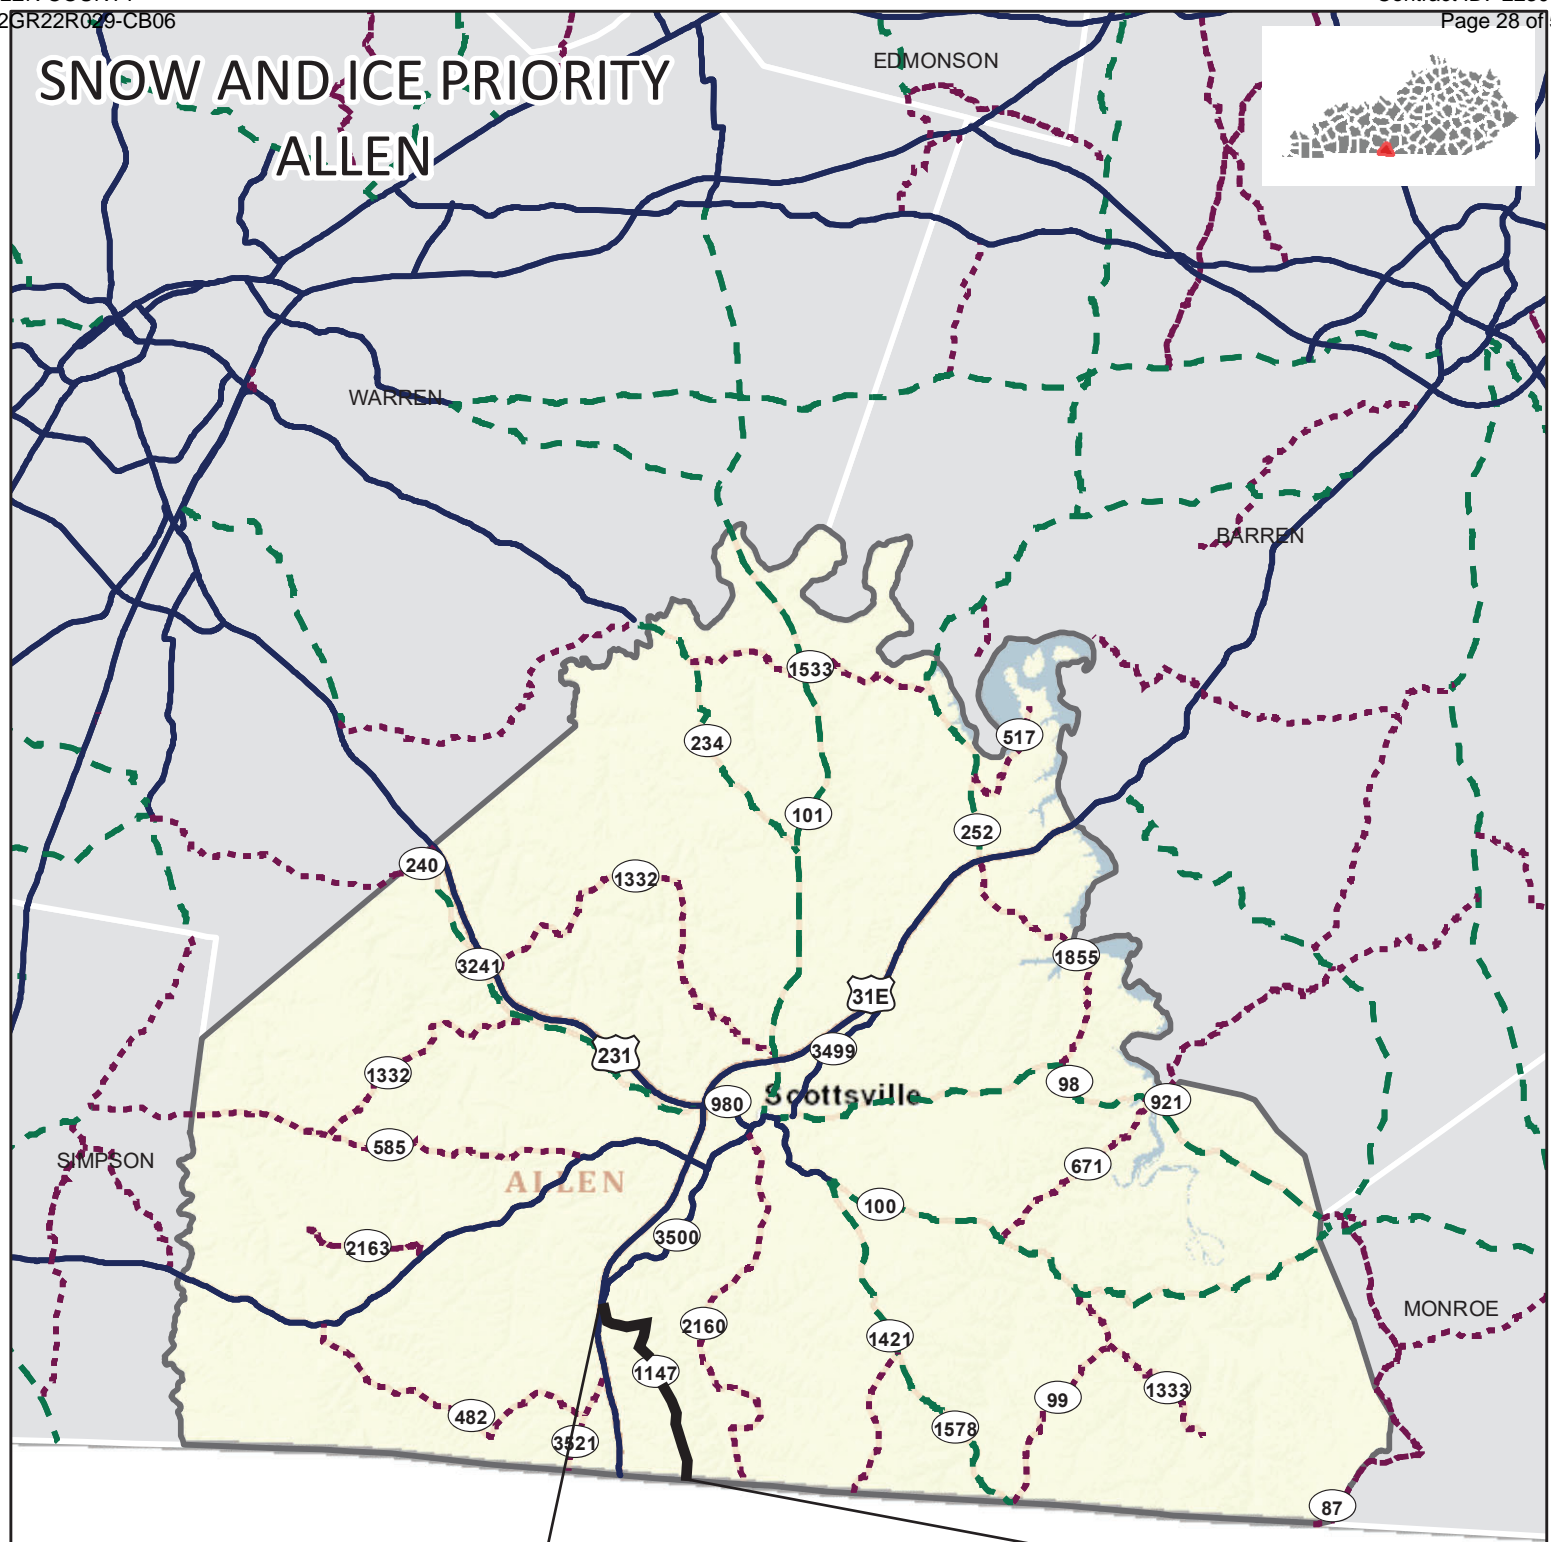 2GR22R029-CB06
Page 28 of
SNOW AND ICE PRIORITY
ALLEN
EDMONSON
WARREN
BARREN
1533
234
517
101
252
240
1332
3241
1855
31E
3499
231
1332
98
980
Scottsville
921
585
SIMPSON
671
ALLEN
100
3500
2163
MONROE
2160
1421
1147
1333
99
482
1578
3521
87